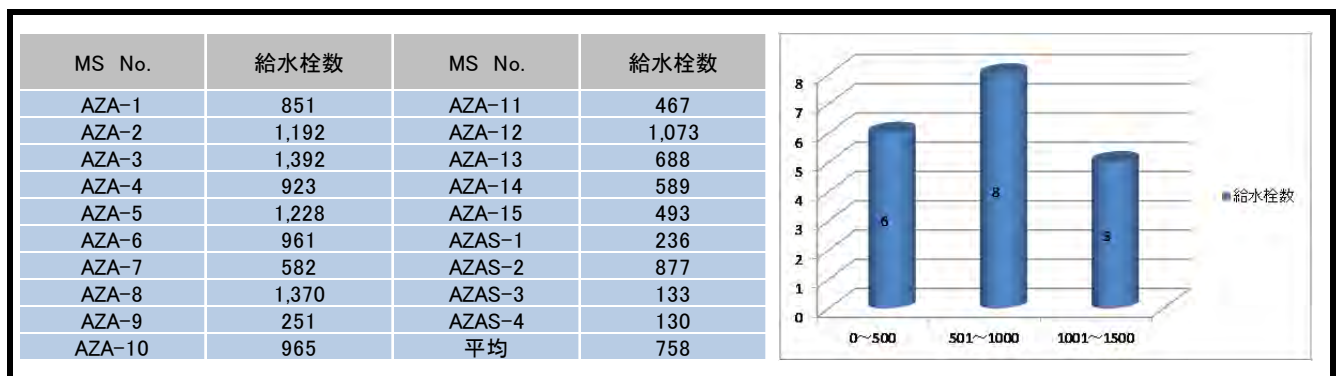 MS No. 給水栓数 MS No. 給水栓数
AZA-1 851 AZA-11 467
AZA-2 1,192 AZA-12 1,073
AZA-3 1,392 AZA-13 688
AZA-4 923 AZA-14 589
AZA-5 1,228 AZA-15 493
AZA-6 961 AZAS-1 236
AZA-7 582 AZAS-2 877
AZA-8 1,370 AZAS-3 133
AZA-9 251 AZAS-4 130
AZA-10 965 平均 758
8
7
6
5
4
3
2
1
0
6
8
5
0~500 501~1000 1001~1500
給水栓数